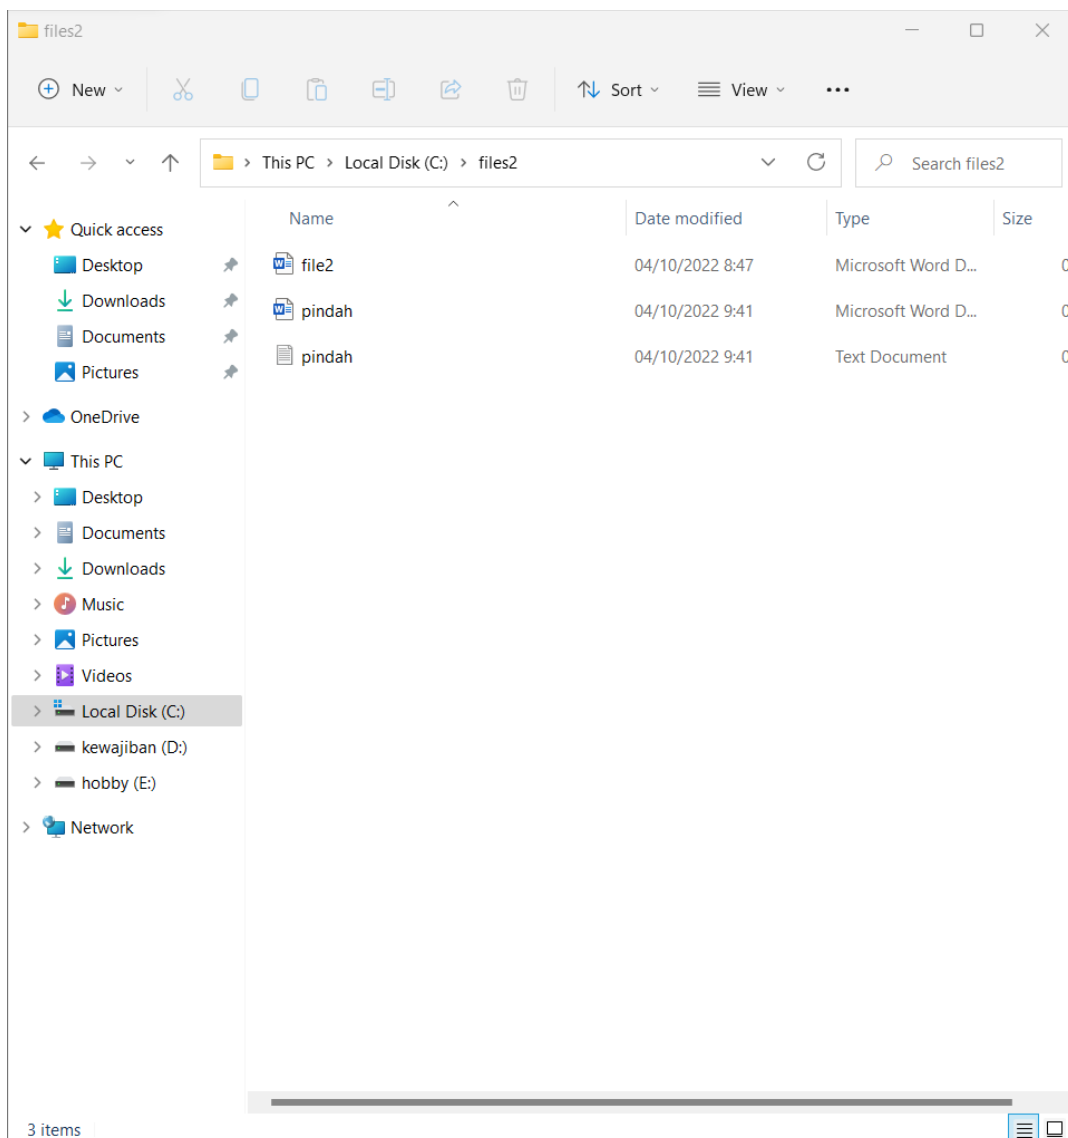 files2
New Sort View
This PC > Local Disk (C:) > files2
Search files2
Name Date modified Type Size
file2 04/10/2022 8:47 Microsoft Word D... 0
pindah 04/10/2022 9:41 Microsoft Word D... 0
pindah 04/10/2022 9:41 Text Document 0
Quick access
Desktop
Downloads
Documents
Pictures
OneDrive
This PC
Desktop
Documents
Downloads
Music
Pictures
Videos
Local Disk (C:)
kewajiban (D:)
hobby (E:)
Network
3 items